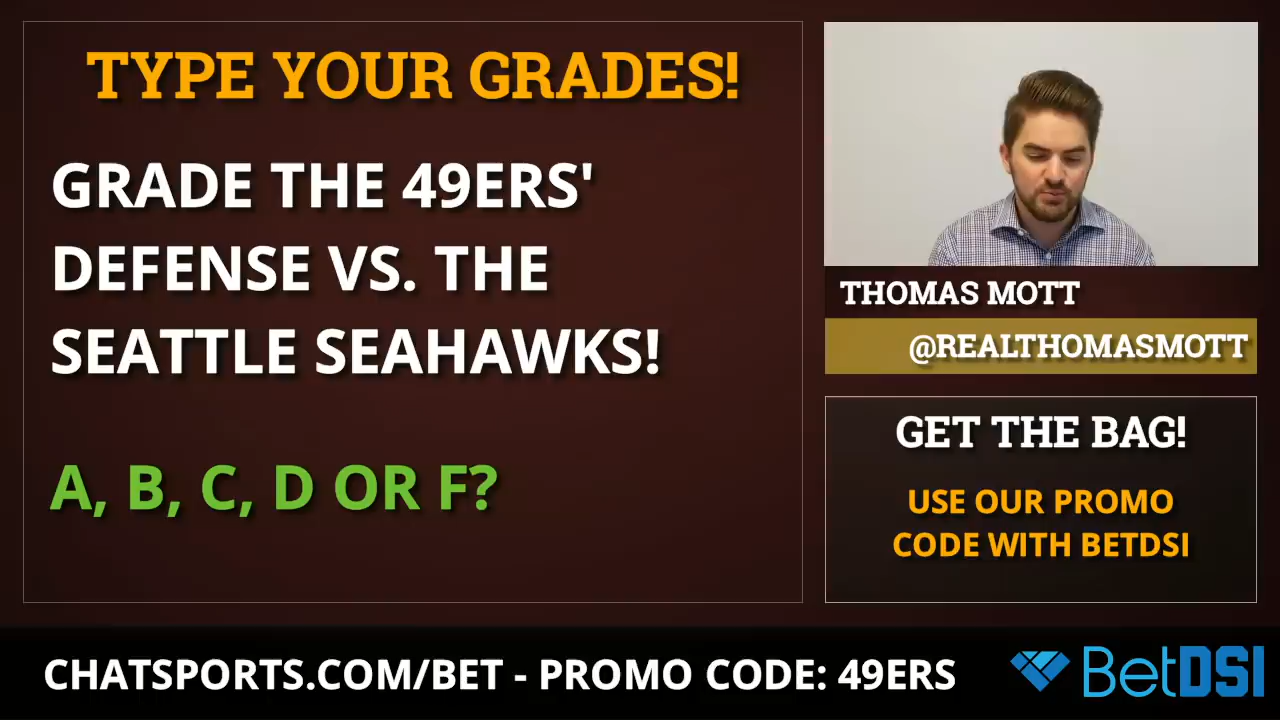 TYPE YOUR GRADES!
GRADE THE 49ERS'
DEFENSE VS. THE
SEATTLE SEAHAWKS!
A, B, C, D OR F?
THOMAS MOTT
@REALTHOMASMOTT
GET THE BAG!
USE OUR PROMO
CODE WITH BETDSI
CHATSPORTS.COM/BET - PROMO CODE: 49ERS
BetDSI